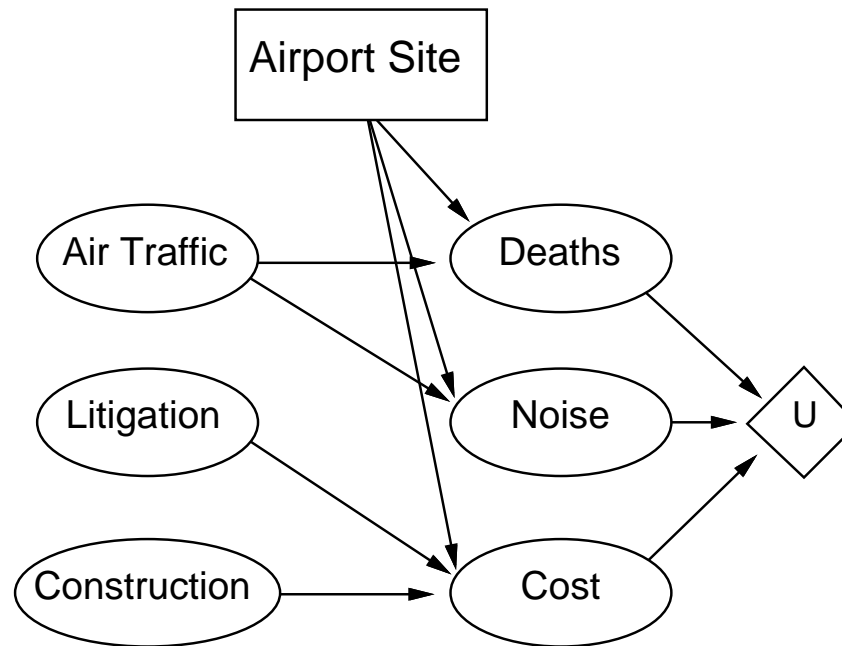 Airport Site
Air Traffic
Deaths
Litigation
Noise
U
Construction
Cost